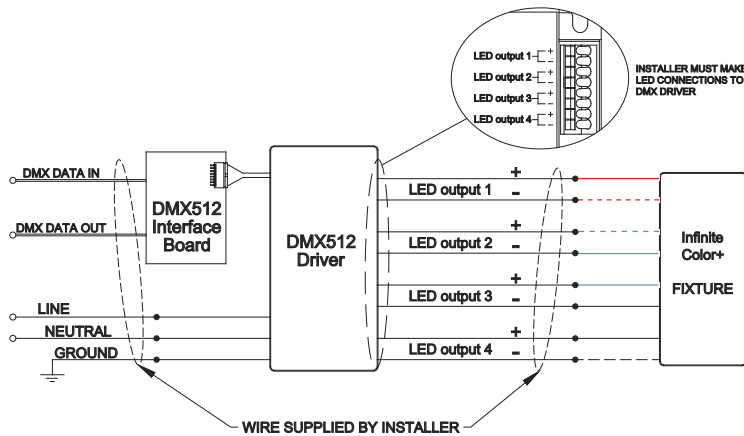 LED output 1 + -
LED output 2 + -
LED output 3 + -
LED output 4 + -
INSTALLER MUST MAKE
LED CONNECTIONS TO
DMX DRIVER
DMX DATA IN
DMX DATA OUT
DMX512
Interface
Board
DMX512
Driver
LINE
NEUTRAL
GROUND
+
LED output 1 -
+
LED output 2 -
+
LED output 3 -
+
LED output 4 -
Infinite
Color+
FIXTURE
WIRE SUPPLIED BY INSTALLER